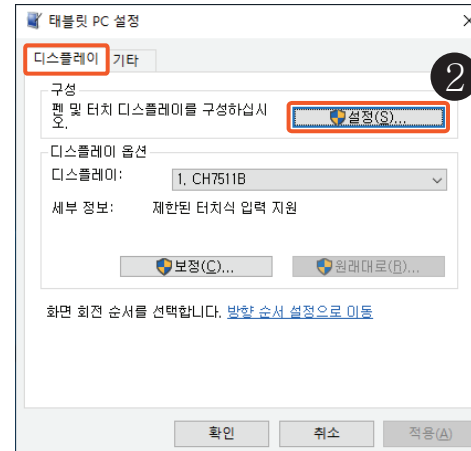 태블릿 PC 설정
디스플레이 기타
2
구성
펜 및 터치 디스플레이를 구성하십시
오.
설정(S)...
디스플레이 옵션
디스플레이: 1. CH7511B
세부 정보: 제한된 터치식 입력 지원
보정(C)... 원래대로(R)...
화면 회전 순서를 선택합니다. 방향 순서 설정으로 이동
확인 취소 적용(A)